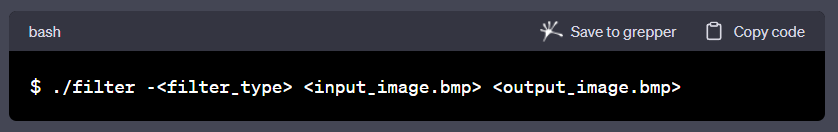 bash Save to grepper Copy code
$ ./filter -<filter_type> <input_image.bmp> <output_image.bmp>